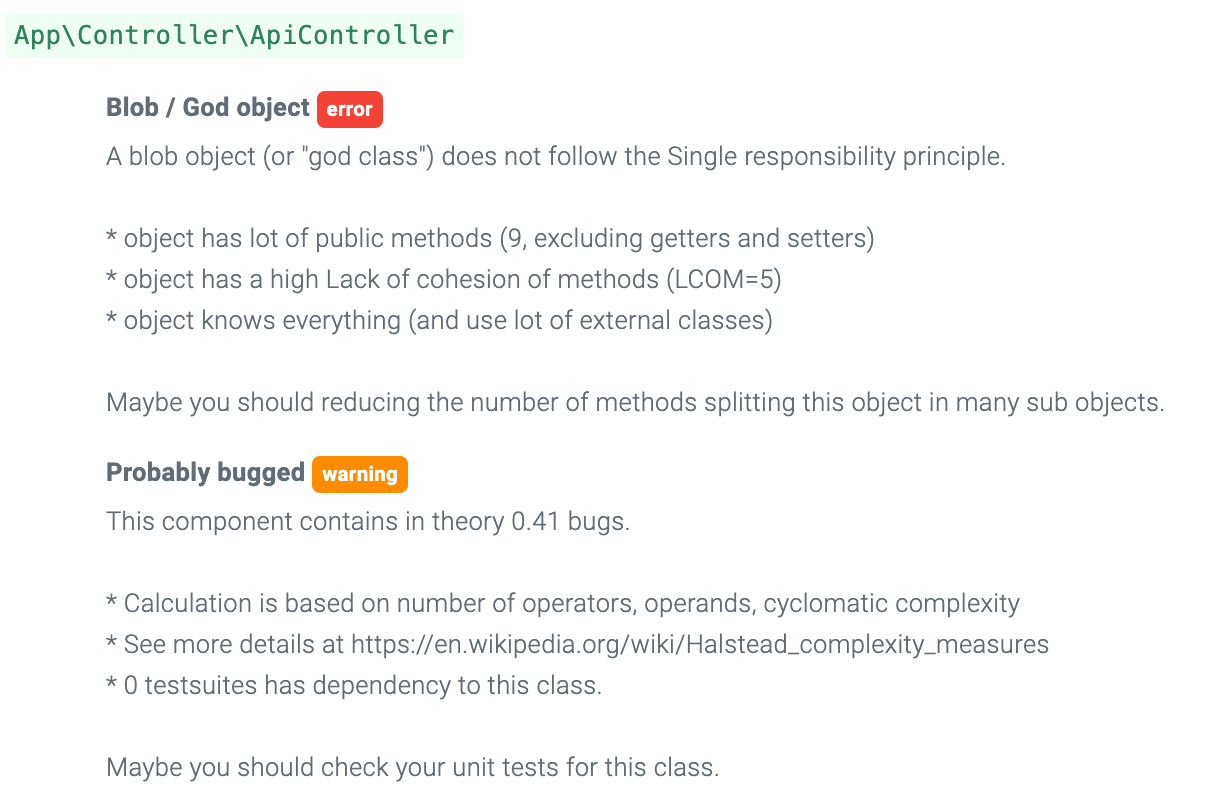 App\Controller\ApiController
Blob / God object error
A blob object (or "god class") does not follow the Single responsibility principle.
* object has lot of public methods (9, excluding getters and setters)
* object has a high Lack of cohesion of methods (LCOM=5)
* object knows everything (and use lot of external classes)
Maybe you should reducing the number of methods splitting this object in many sub objects.
Probably bugged warning
This component contains in theory 0.41 bugs.
* Calculation is based on number of operators, operands, cyclomatic complexity
* See more details at https://en.wikipedia.org/wiki/Halstead_complexity_measures
* 0 testsuites has dependency to this class.
Maybe you should check your unit tests for this class.